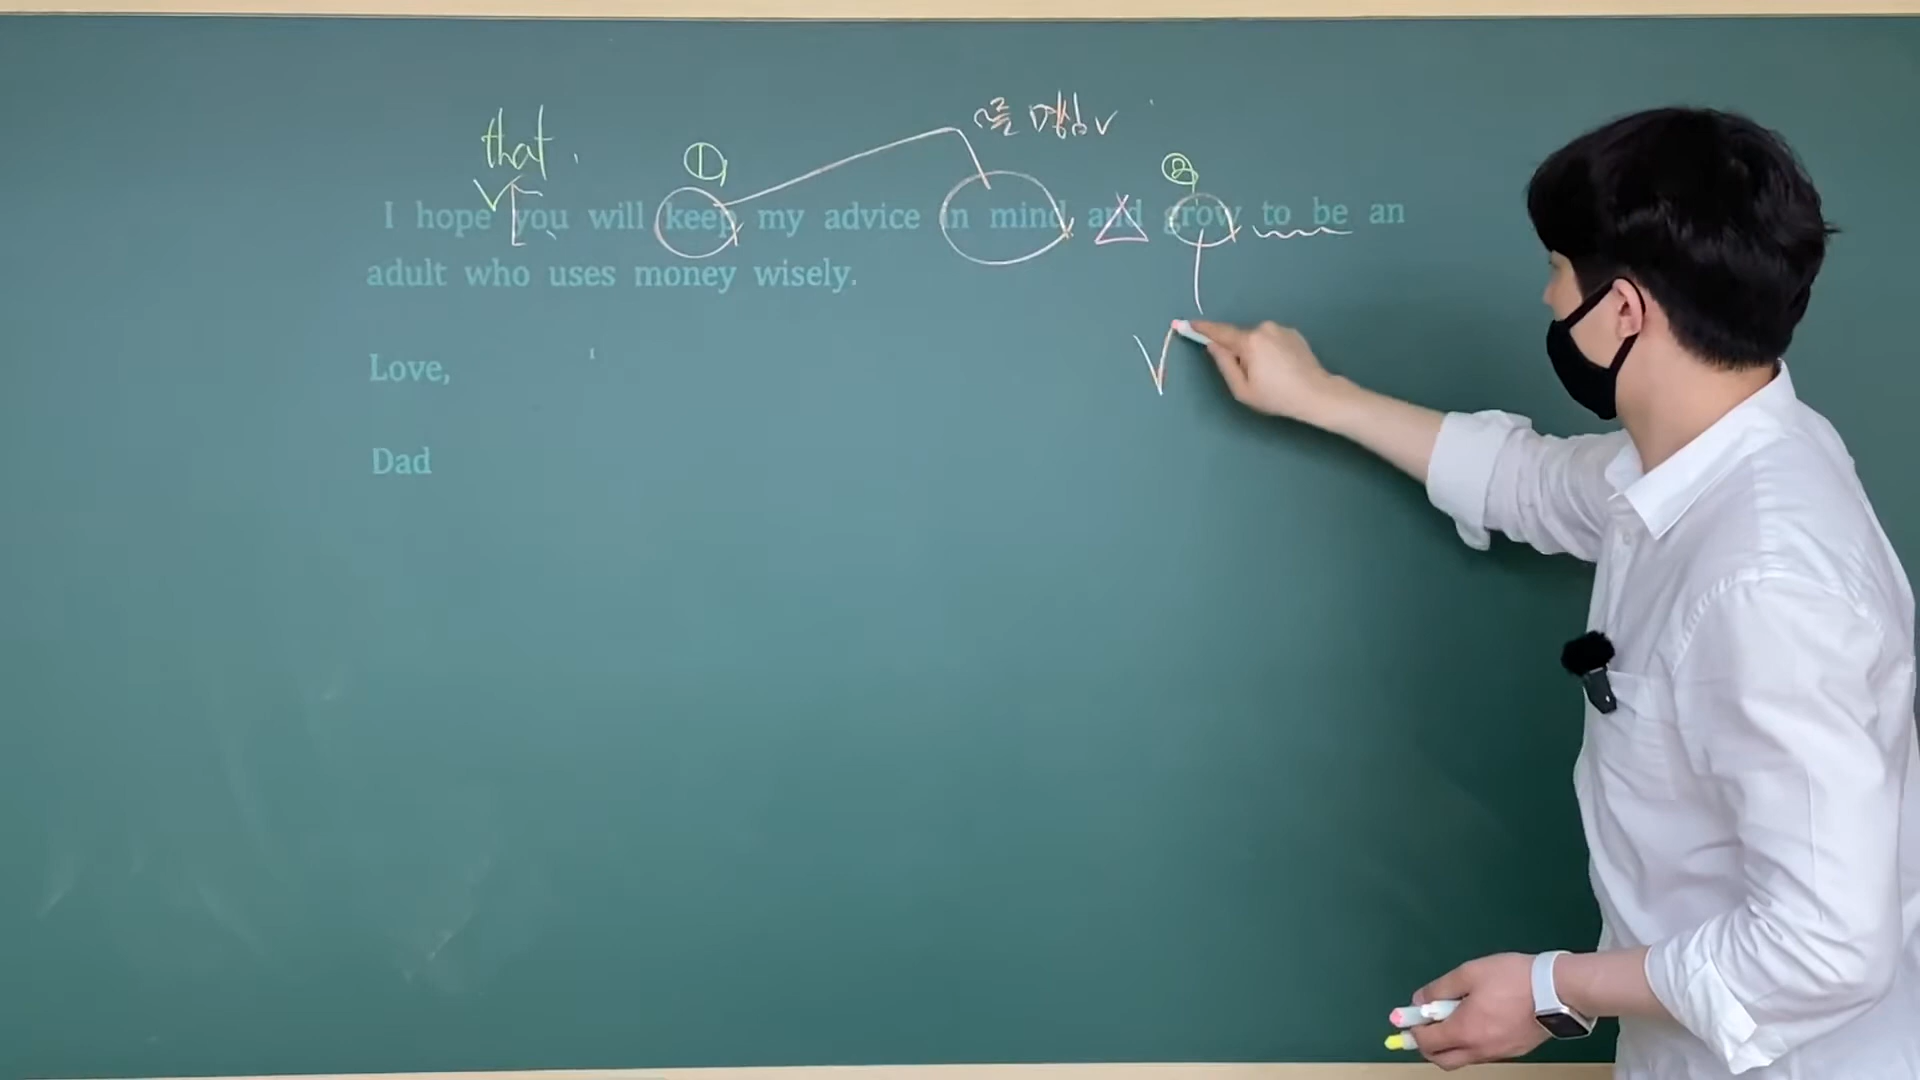 that.
① ~을 명심V
②
I hope you will keep my advice in mind and grow to be an
adult who uses money wisely.
V
Love,
Dad